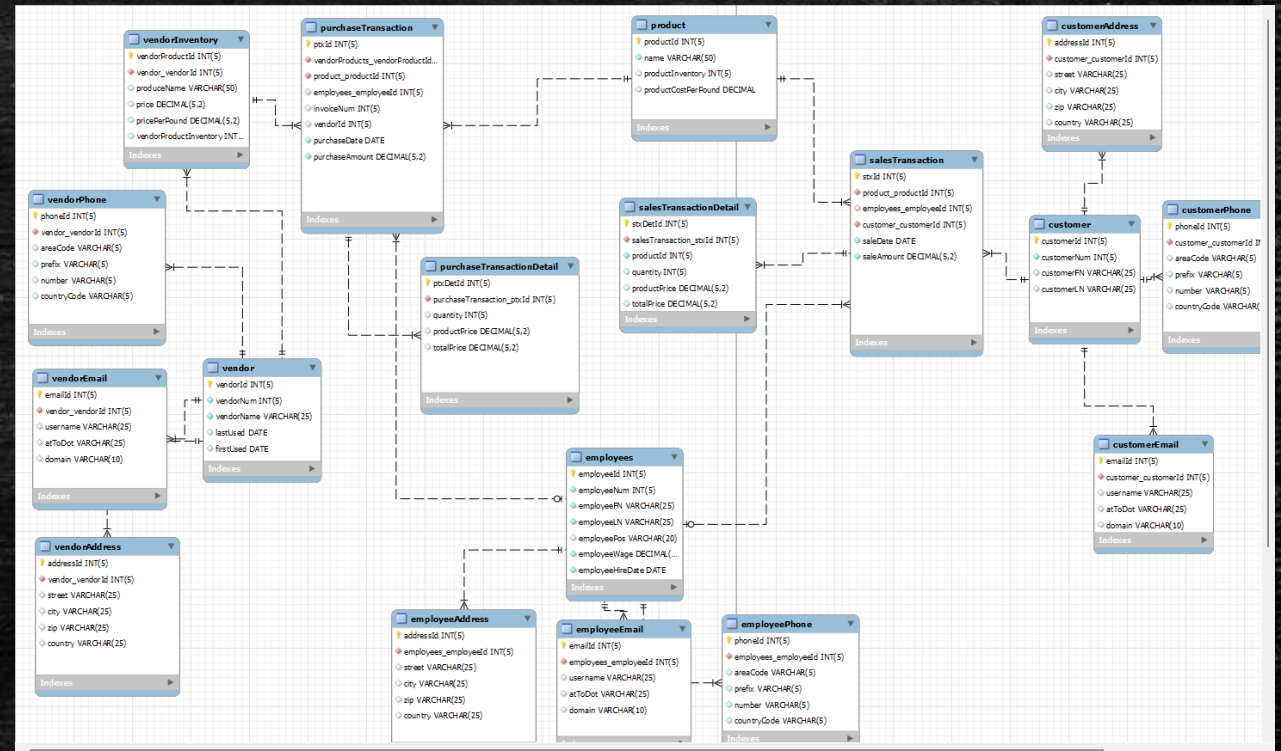 vendorInventory
vendorProductId INT(5)
vendor_vendorId INT(5)
produceName VARCHAR(50)
price DECIMAL(5,2)
pricePerPound DECIMAL(5,2)
vendorProductInventory INT...
Indexes
purchaseTransaction
ptxId INT(5)
vendorProducts_vendorProductId...
product_productId INT(5)
employees_employeeId INT(5)
invoiceNum INT(5)
vendorId INT(5)
purchaseDate DATE
purchaseAmount DECIMAL(5,2)
Indexes
product
productId INT(5)
name VARCHAR(50)
productInventory INT(5)
productCostPerPound DECIMAL
Indexes
customerAddress
addressId INT(5)
customer_customerId INT(5)
street VARCHAR(25)
city VARCHAR(25)
zip VARCHAR(25)
country VARCHAR(25)
Indexes
vendorPhone
phoneId INT(5)
vendor_vendorId INT(5)
areaCode VARCHAR(5)
prefix VARCHAR(5)
number VARCHAR(5)
countryCode VARCHAR(5)
Indexes
purchaseTransactionDetail
ptxDetId INT(5)
purchaseTransaction_ptxId INT(5)
quantity INT(5)
productPrice DECIMAL(5,2)
totalPrice DECIMAL(5,2)
Indexes
salesTransactionDetail
stxDetId INT(5)
salesTransaction_stxId INT(5)
productId INT(5)
quantity INT(5)
productPrice DECIMAL(5,2)
totalPrice DECIMAL(5,2)
Indexes
salesTransaction
stxId INT(5)
product_productId INT(5)
employees_employeeId INT(5)
customer_customerId INT(5)
saleDate DATE
saleAmount DECIMAL(5,2)
Indexes
customer
customerId INT(5)
customerNum INT(5)
customerFN VARCHAR(25)
customerLN VARCHAR(25)
Indexes
customerPhone
phoneId INT(5)
customer_customerId
areaCode VARCHAR(5)
prefix VARCHAR(5)
number VARCHAR(5)
countryCode VARCHAR(
Indexes
vendorEmail
emailId INT(5)
vendor_vendorId INT(5)
username VARCHAR(25)
atToDot VARCHAR(25)
domain VARCHAR(10)
Indexes
vendor
vendorId INT(5)
vendorNum INT(5)
vendorName VARCHAR(25)
lastUsed DATE
firstUsed DATE
Indexes
employees
employeeId INT(5)
employeeNum INT(5)
employeeFN VARCHAR(25)
employeeLN VARCHAR(25)
employeePos VARCHAR(20)
employeeWage DECIMAL(...
employeeHireDate DATE
Indexes
customerEmail
emailId INT(5)
customer_customerId INT(5)
username VARCHAR(25)
atToDot VARCHAR(25)
domain VARCHAR(10)
Indexes
vendorAddress
addressId INT(5)
vendor_vendorId INT(5)
street VARCHAR(25)
city VARCHAR(25)
zip VARCHAR(25)
country VARCHAR(25)
Indexes
employeeAddress
addressId INT(5)
employees_employeeId INT(5)
street VARCHAR(25)
city VARCHAR(25)
zip VARCHAR(25)
country VARCHAR(25)
employeeEmail
emailId INT(5)
employees_employeeId INT(5)
username VARCHAR(25)
atToDot VARCHAR(25)
domain VARCHAR(10)
Indexes
employeePhone
phoneId INT(5)
employees_employeeId INT(5)
areaCode VARCHAR(5)
prefix VARCHAR(5)
number VARCHAR(5)
countryCode VARCHAR(5)
Indexes